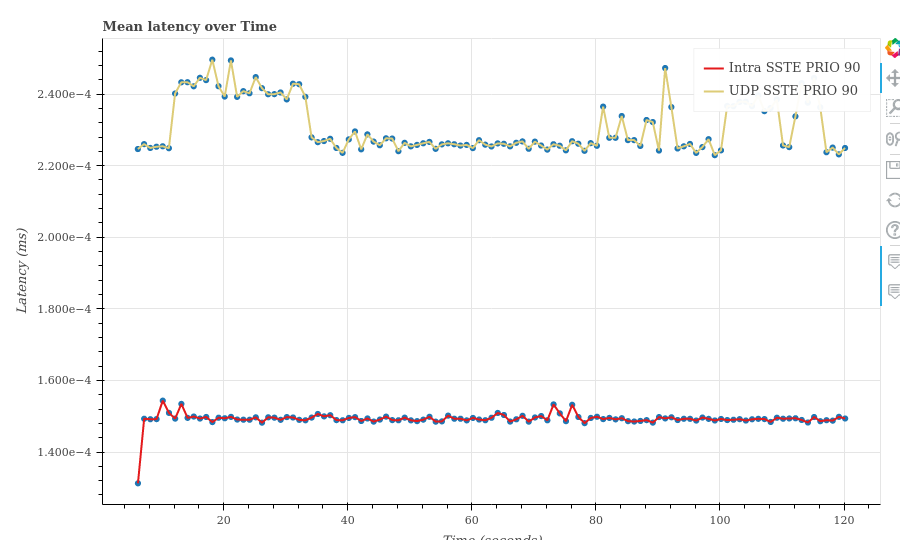 Mean latency over Time
Intra SSTE PRIO 90
UDP SSTE PRIO 90
2.400e−4
2.200e−4
2.000e−4
1.800e−4
1.600e−4
1.400e−4
Latency (ms)
20
40
60
80
100
120
Time (seconds)